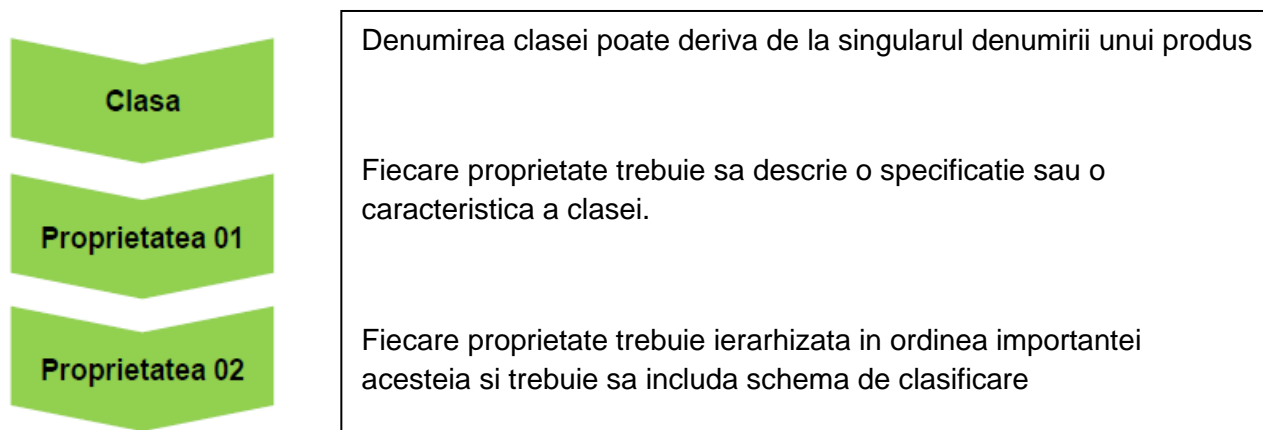 Clasa
Denumirea clasei poate deriva de la singularul denumirii unui produs
Proprietatea 01
Fiecare proprietate trebuie sa descrie o specificatie sau o
caracteristica a clasei.
Proprietatea 02
Fiecare proprietate trebuie ierarhizata in ordinea importantei
acesteia si trebuie sa includa schema de clasificare